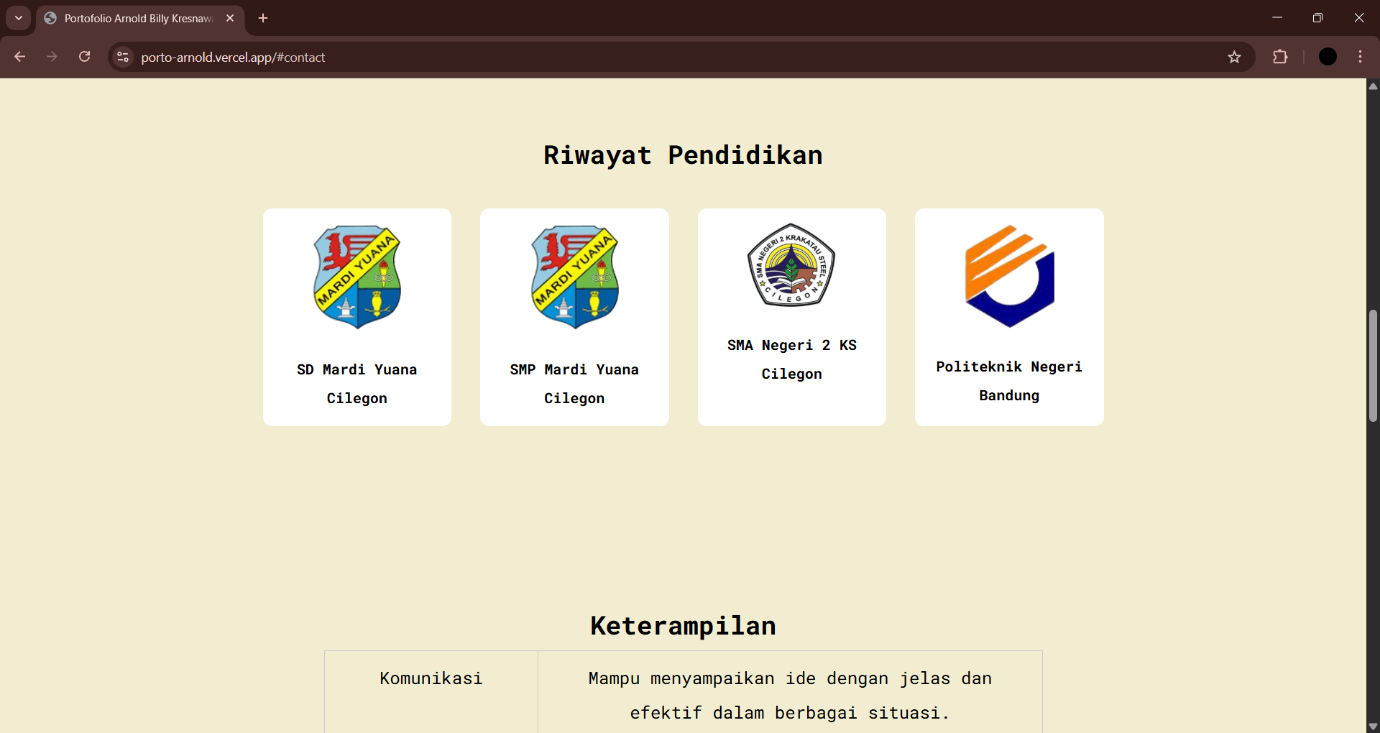 Portofolio Arnold Billy Kresnawa
porto-arnold.vercel.app/#contact
Riwayat Pendidikan
MARDI YUANA
SD Mardi Yuana
Cilegon
MARDI YUANA
SMP Mardi Yuana
Cilegon
SMA NEGERI 2 KRAKATAU STEEL
CILEGON
SMA Negeri 2 KS
Cilegon
Politeknik Negeri
Bandung
Keterampilan
Komunikasi
Mampu menyampaikan ide dengan jelas dan
efektif dalam berbagai situasi.